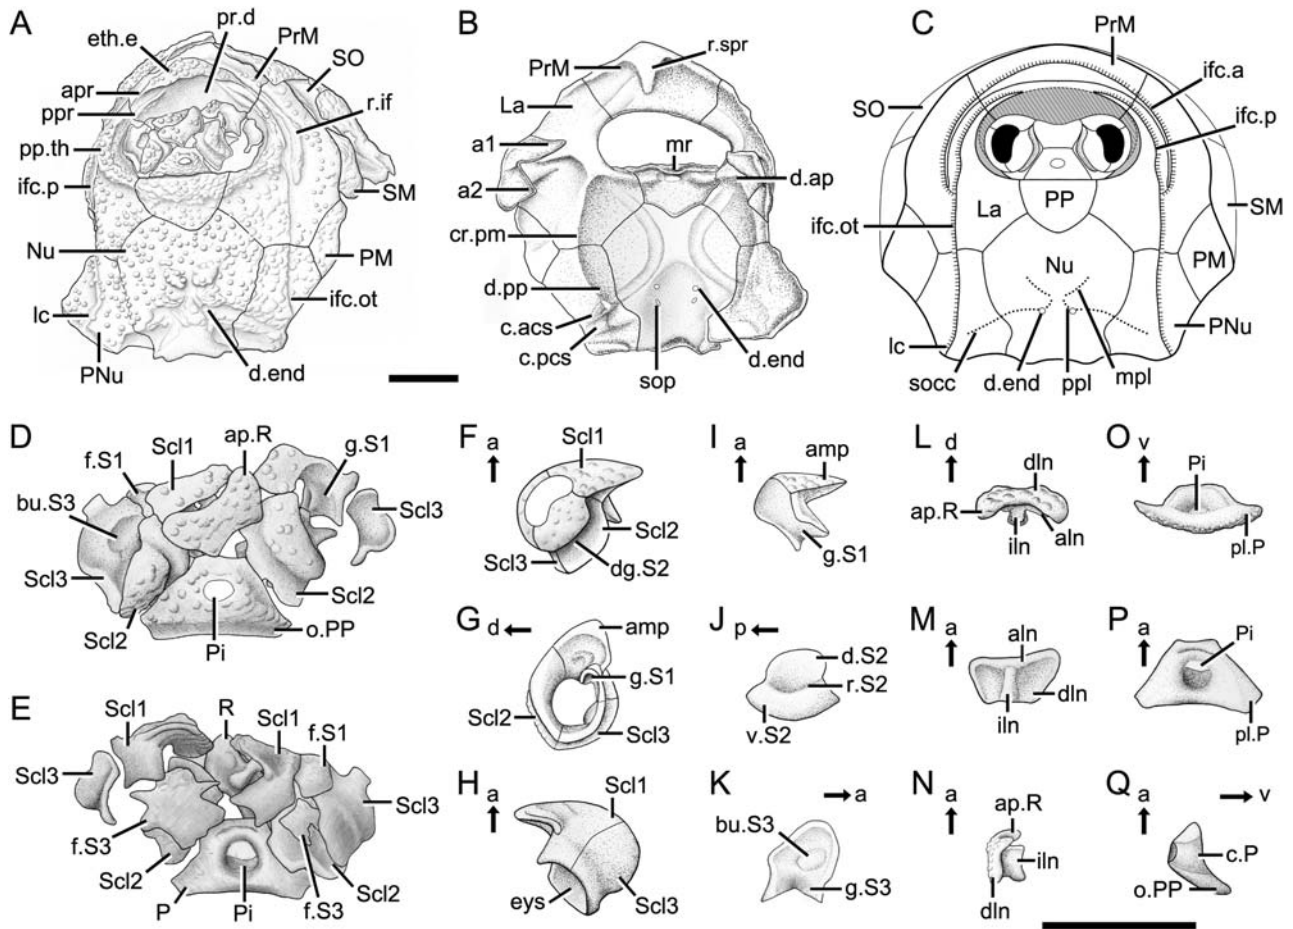 A
pr.d
eth.e
PrM
SO
apr
ppr
r.if
pp.th
ifc.p
SM
Nu
PM
lc
ifc.ot
PNu
d.end
B
r.spr
PrM
La
a1
mr
a2
d.ap
cr.pm
d.pp
c.acs
c.pcs
sop
d.end
C
PrM
SO
ifc.a
ifc.p
La
PP
SM
ifc.ot
Nu
PM
PNu
lc
socc
d.end
ppl
mpl
D
Scl1
ap.R
f.S1
g.S1
bu.S3
Scl3
Scl3
Scl2
Scl2
Pi
o.PP
E
Scl1
R
Scl1
f.S1
Scl3
Scl3
f.S3
Scl2
P
Pi
f.S3
Scl2
F
a
Scl1
Scl2
Scl3
dg.S2
G
d
amp
g.S1
Scl2
Scl3
H
a
Scl1
eys
Scl3
I
a
amp
g.S1
J
p
d.S2
r.S2
v.S2
K
a
bu.S3
g.S3
L
d
dln
ap.R
iln
aln
M
a
aln
dln
iln
N
a
ap.R
iln
dln
O
v
Pi
pl.P
P
a
Pi
pl.P
Q
a
v
c.P
o.PP